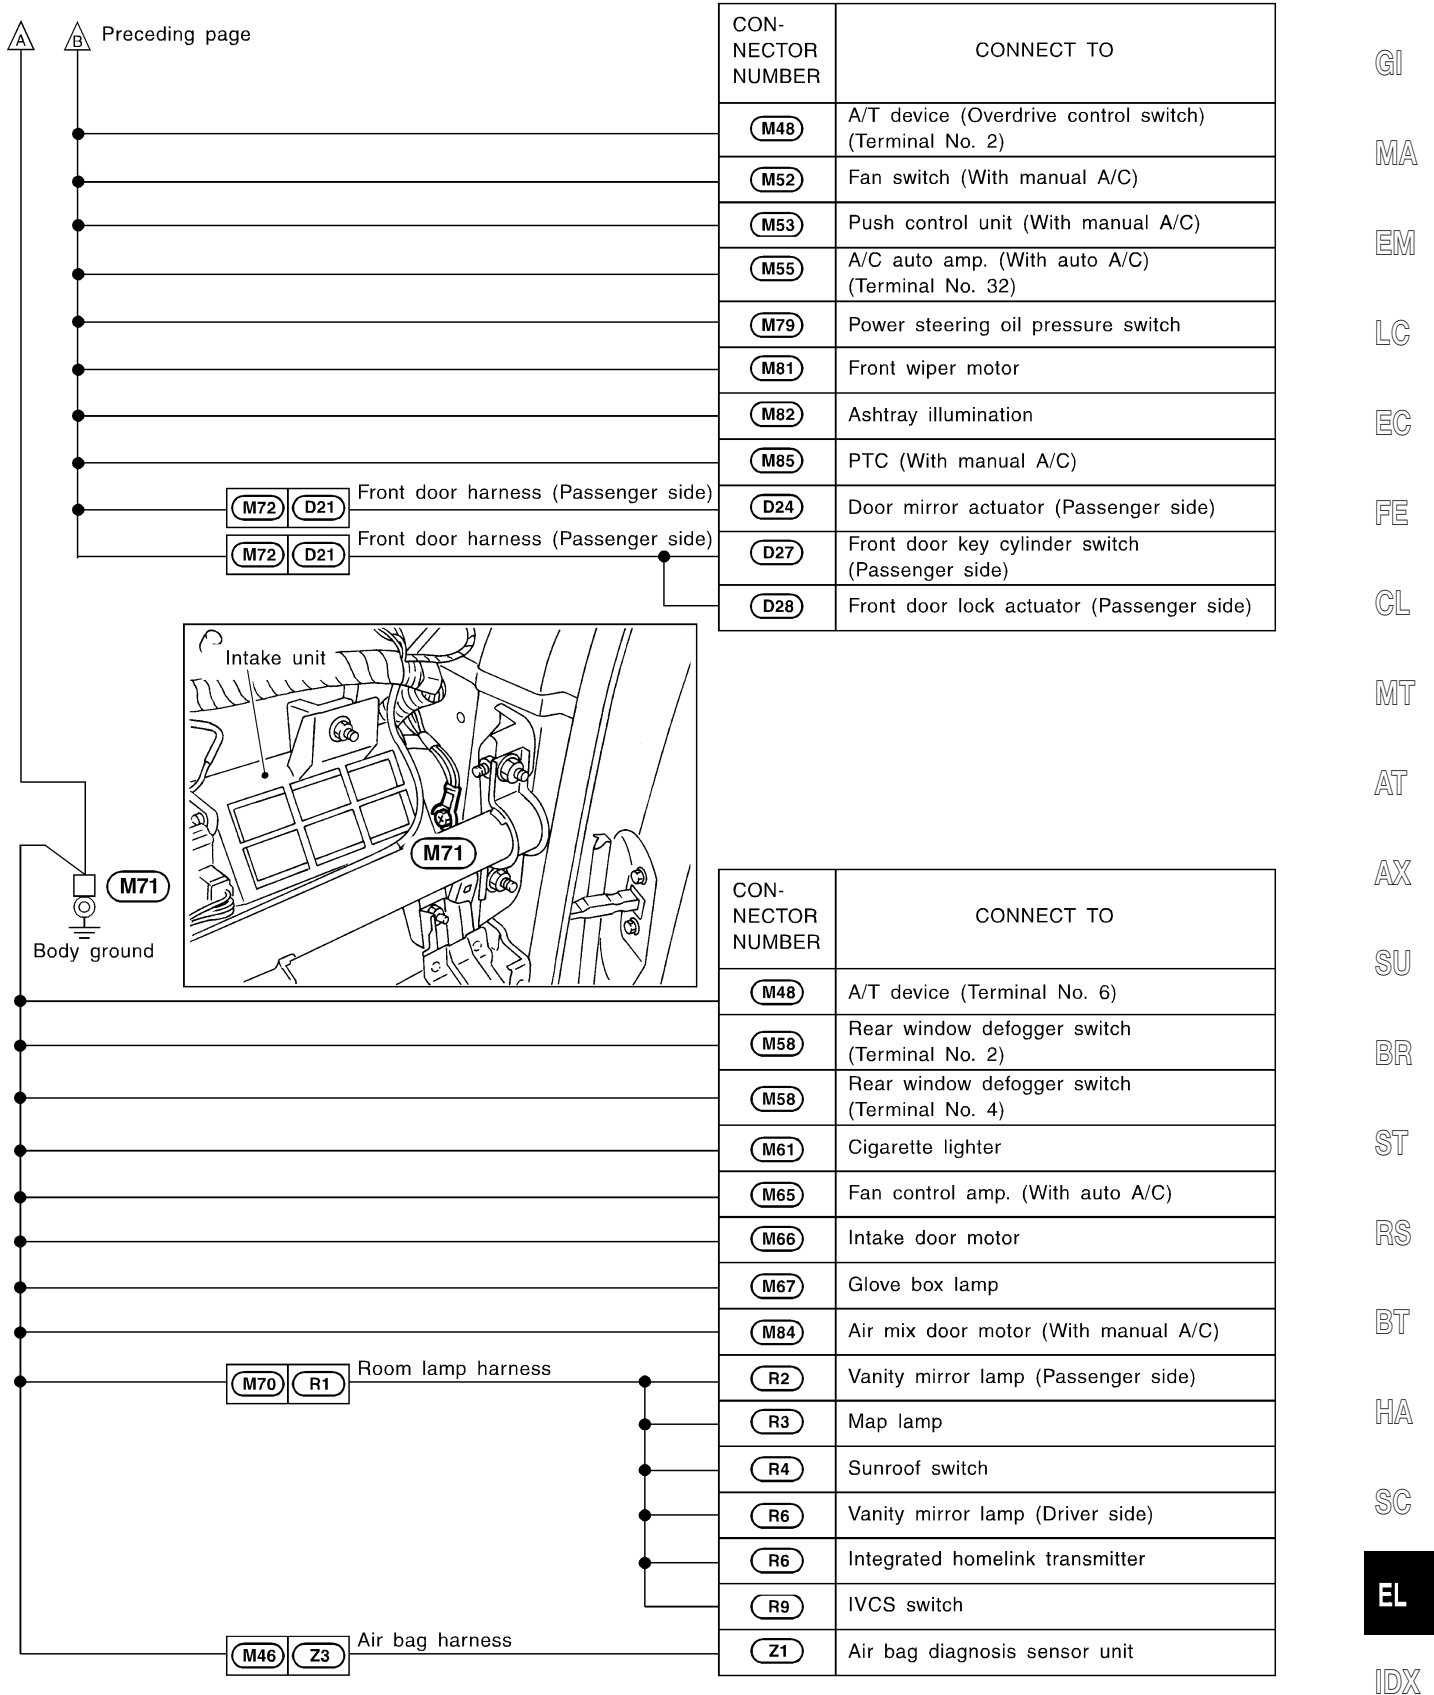 A
B
Preceding page
CON-
NECTOR
NUMBER
CONNECT TO
M48
A/T device (Overdrive control switch)
(Terminal No. 2)
M52
Fan switch (With manual A/C)
M53
Push control unit (With manual A/C)
M55
A/C auto amp. (With auto A/C)
(Terminal No. 32)
M79
Power steering oil pressure switch
M81
Front wiper motor
M82
Ashtray illumination
M85
PTC (With manual A/C)
M72 D21
Front door harness (Passenger side)
D24
Door mirror actuator (Passenger side)
M72 D21
Front door harness (Passenger side)
D27
Front door key cylinder switch
(Passenger side)
D28
Front door lock actuator (Passenger side)
Intake unit
M71
M71
Body ground
CON-
NECTOR
NUMBER
CONNECT TO
M48
A/T device (Terminal No. 6)
M58
Rear window defogger switch
(Terminal No. 2)
M58
Rear window defogger switch
(Terminal No. 4)
M61
Cigarette lighter
M65
Fan control amp. (With auto A/C)
M66
Intake door motor
M67
Glove box lamp
M84
Air mix door motor (With manual A/C)
M70 R1
Room lamp harness
R2
Vanity mirror lamp (Passenger side)
R3
Map lamp
R4
Sunroof switch
R6
Vanity mirror lamp (Driver side)
R6
Integrated homelink transmitter
R9
IVCS switch
M46 Z3
Air bag harness
Z1
Air bag diagnosis sensor unit
GI
MA
EM
LC
EC
FE
CL
MT
AT
AX
SU
BR
ST
RS
BT
HA
SC
EL
IDX